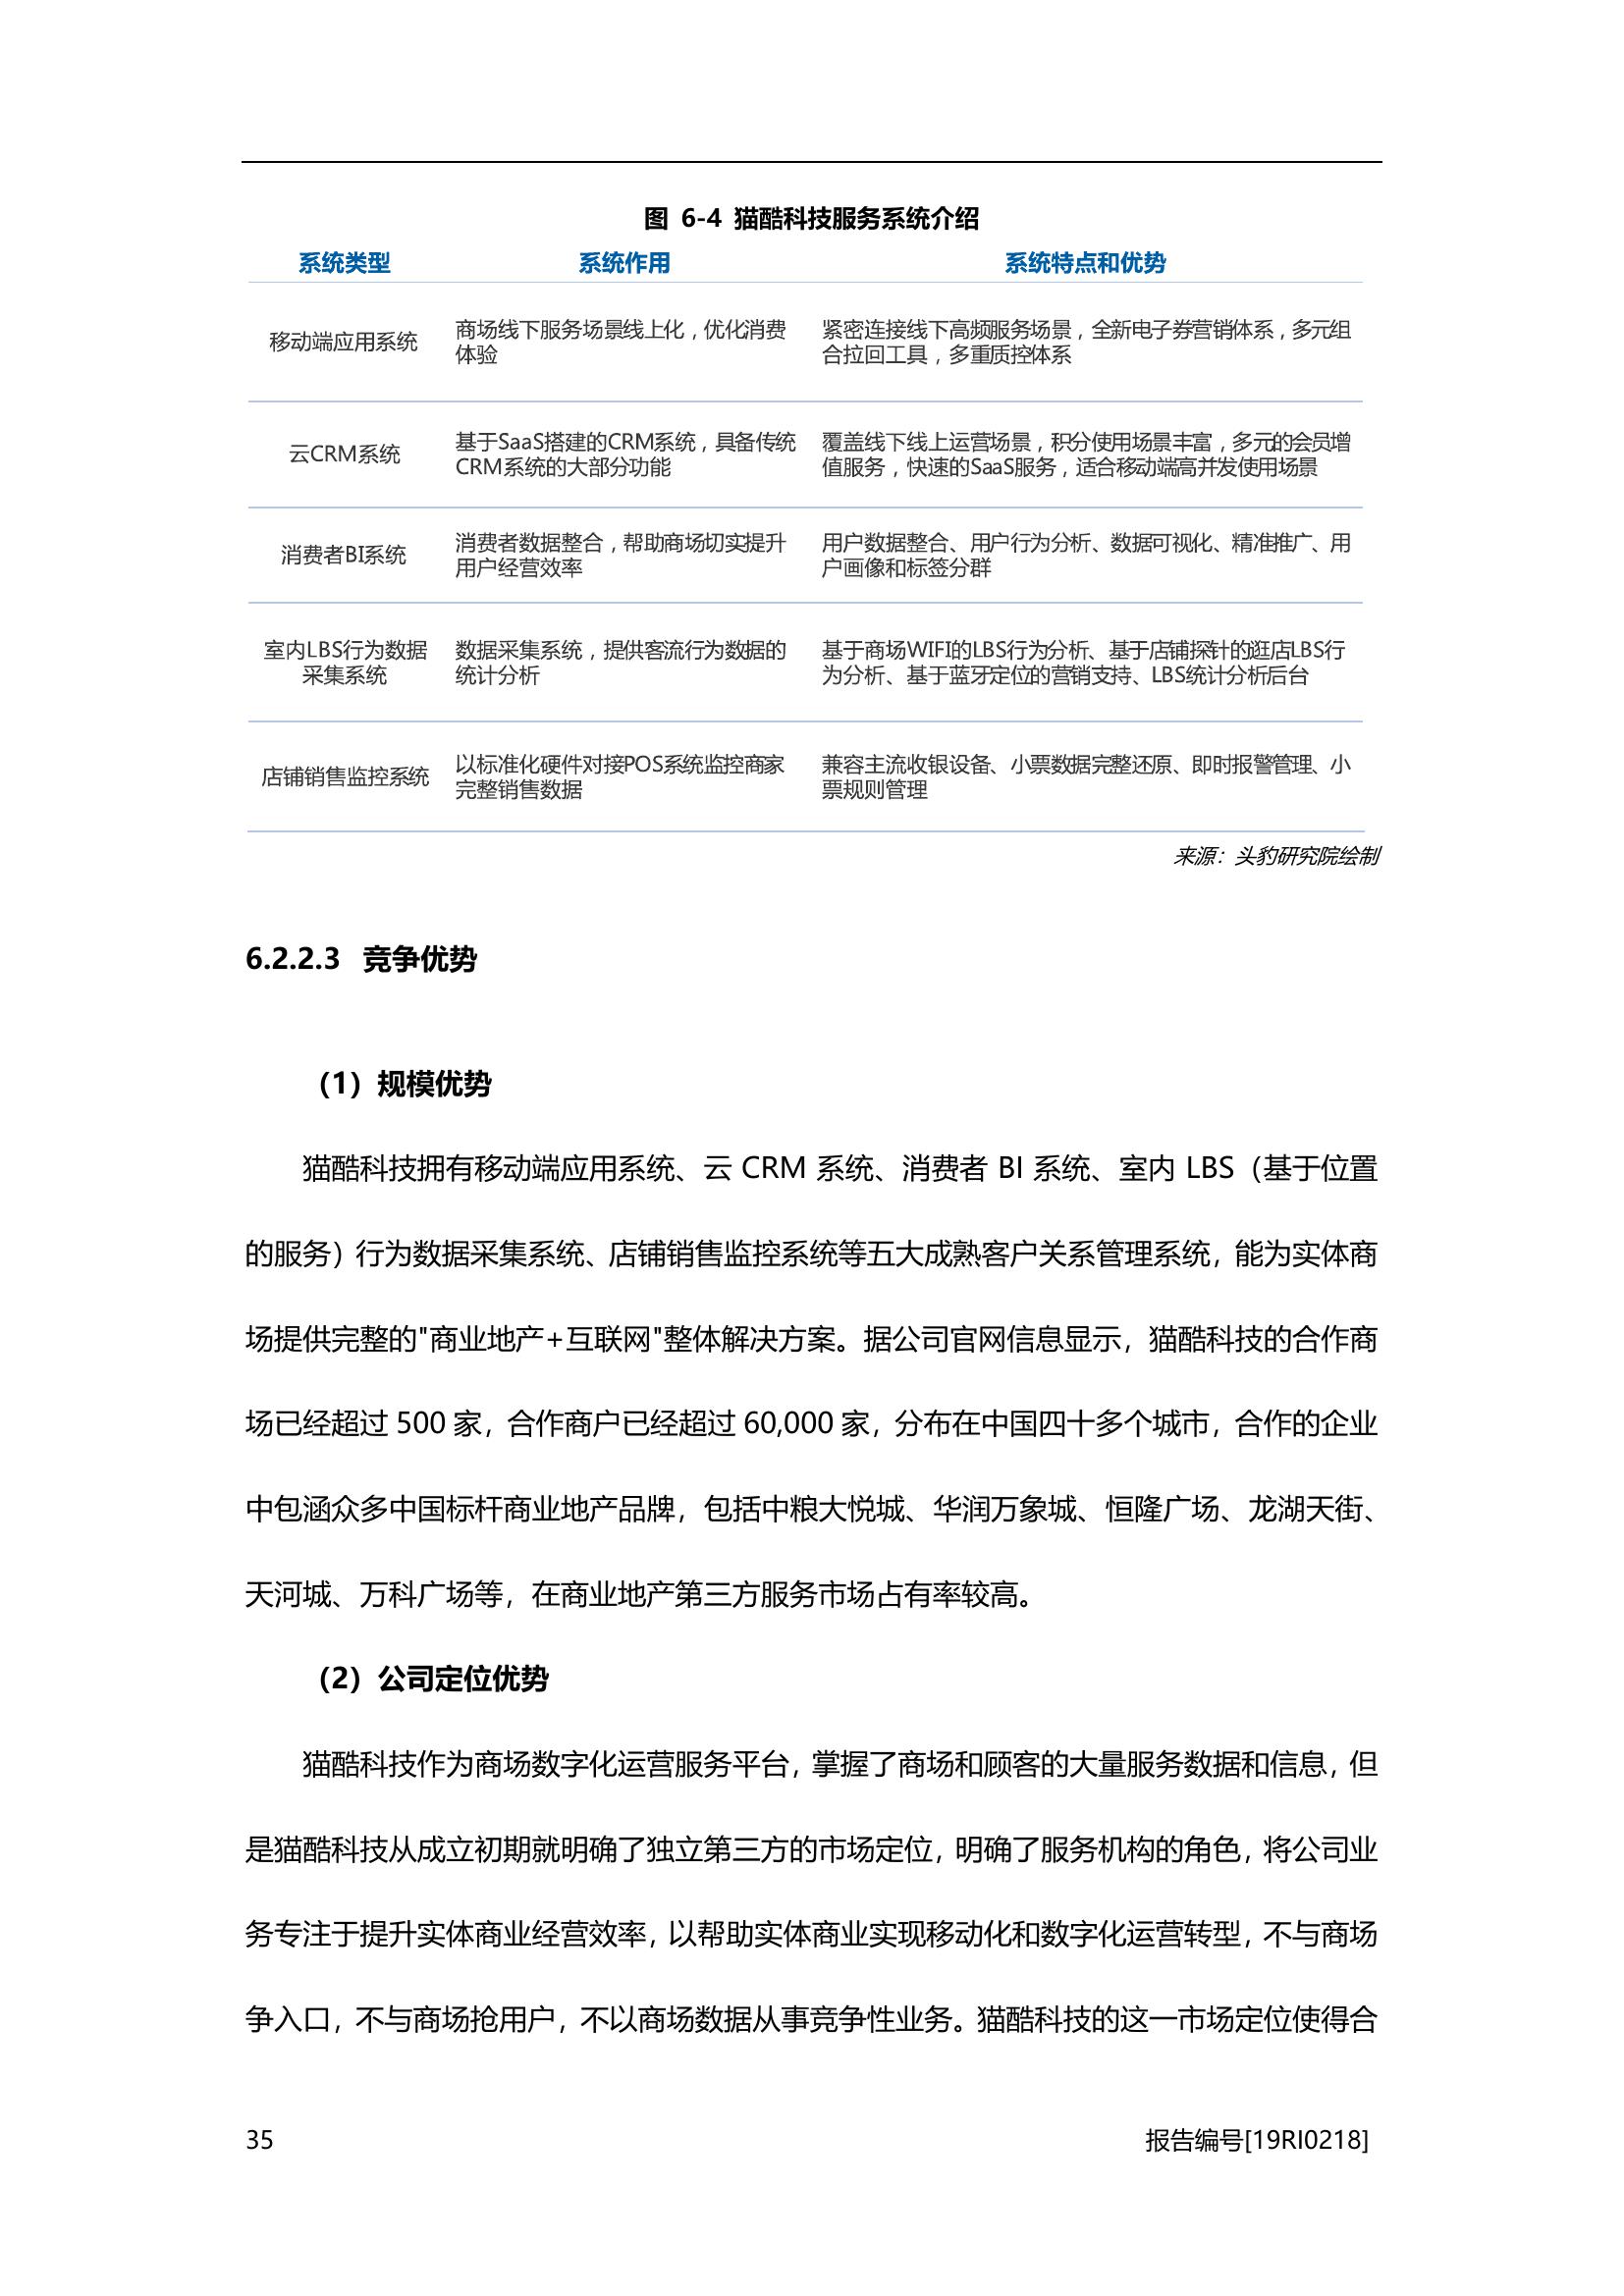 图 6-4 猫酷科技服务系统介绍
系统类型 系统作用 系统特点和优势
移动端应用系统
商场线下服务场景线上化，优化消费
体验
紧密连接线下高频服务场景，全新电子券营销体系，多元组
合拉回工具，多重质控体系
云CRM系统
基于SaaS搭建的CRM系统，具备传统
CRM系统的大部分功能
覆盖线下线上运营场景，积分使用场景丰富，多元的会员增
值服务，快速的SaaS服务，适合移动端高并发使用场景
消费者BI系统
消费者数据整合，帮助商场切实提升
用户经营效率
用户数据整合、用户行为分析、数据可视化、精准推广、用
户画像和标签分群
室内LBS行为数据
采集系统
数据采集系统，提供客流行为数据的
统计分析
基于商场WIFI的LBS行为分析、基于店铺探针的逛店LBS行
为分析、基于蓝牙定位的营销支持、LBS统计分析后台
店铺销售监控系统
以标准化硬件对接POS系统监控商家
完整销售数据
兼容主流收银设备、小票数据完整还原、即时报警管理、小
票规则管理
来源：头豹研究院绘制
6.2.2.3 竞争优势
（1）规模优势
猫酷科技拥有移动端应用系统、云 CRM 系统、消费者 BI 系统、室内 LBS（基于位置
的服务）行为数据采集系统、店铺销售监控系统等五大成熟客户关系管理系统，能为实体商
场提供完整的"商业地产+互联网"整体解决方案。据公司官网信息显示，猫酷科技的合作商
场已经超过 500 家，合作商户已经超过 60,000 家，分布在中国四十多个城市，合作的企业
中包涵众多中国标杆商业地产品牌，包括中粮大悦城、华润万象城、恒隆广场、龙湖天街、
天河城、万科广场等，在商业地产第三方服务市场占有率较高。
（2）公司定位优势
猫酷科技作为商场数字化运营服务平台，掌握了商场和顾客的大量服务数据和信息，但
是猫酷科技从成立初期就明确了独立第三方的市场定位，明确了服务机构的角色，将公司业
务专注于提升实体商业经营效率，以帮助实体商业实现移动化和数字化运营转型，不与商场
争入口，不与商场抢用户，不以商场数据从事竞争性业务。猫酷科技的这一市场定位使得合
35 报告编号[19RI0218]